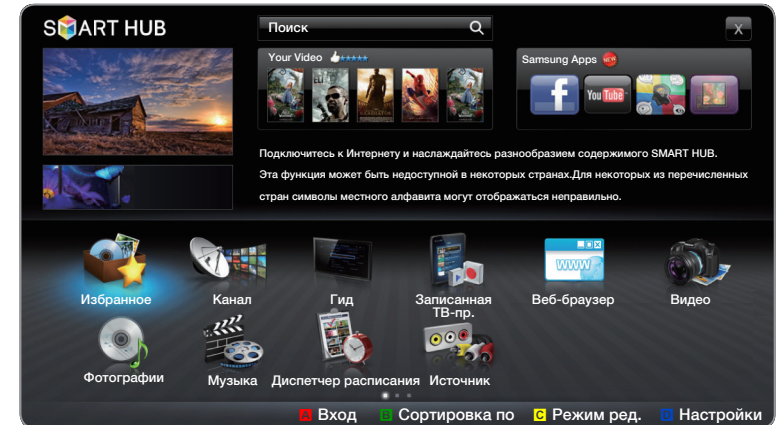 SMART HUB
Поиск
X
Your Video
Samsung Apps NEW
You Tube
GLADIATOR
Подключитесь к Интернету и наслаждайтесь разнообразием содержимого SMART HUB.
Эта функция может быть недоступной в некоторых странах.Для некоторых из перечисленных
стран символы местного алфавита могут отображаться неправильно.
www
Избранное Канал Гид Записанная Веб-браузер Видео
ТВ-пр.
Фотографии Музыка Диспетчер расписания Источник
A Вход B Сортировка по C Режим ред. D Настройки